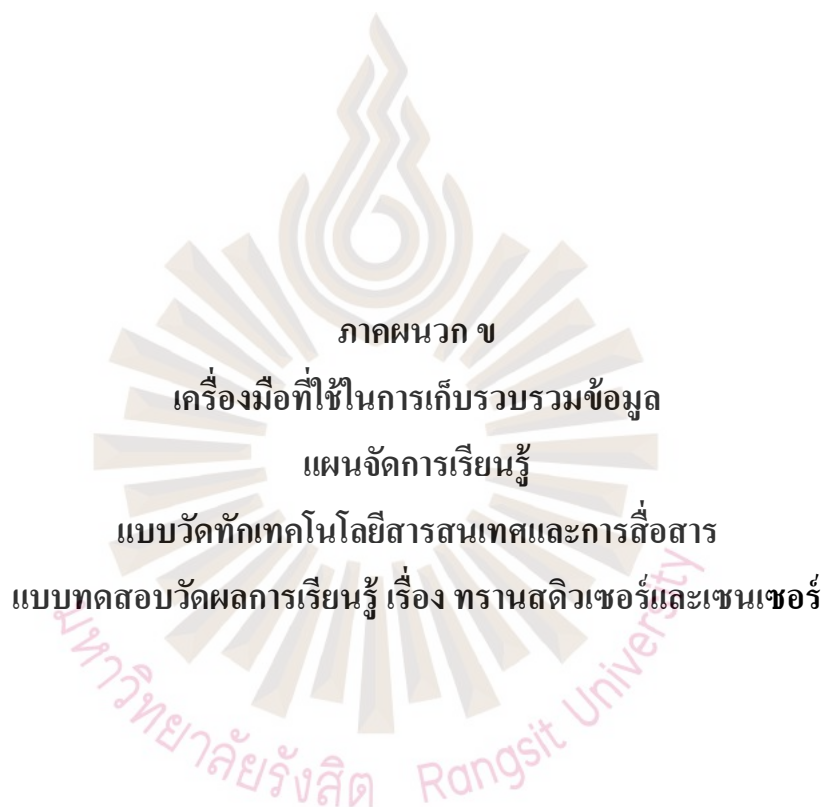 ภาคผนวก ข
เครื่องมือที่ใช้ในการเก็บรวบรวมข้อมูล
แผนจัดการเรียนรู้
แบบวัดทักเทคโนโลยีสารสนเทศและการสื่อสาร
แบบทดสอบวัดผลการเรียนรู้ เรื่อง ทรานสดิวเซอร์และเซนเซอร์
มหาวิทยาลัยรังสิต Rangsit University